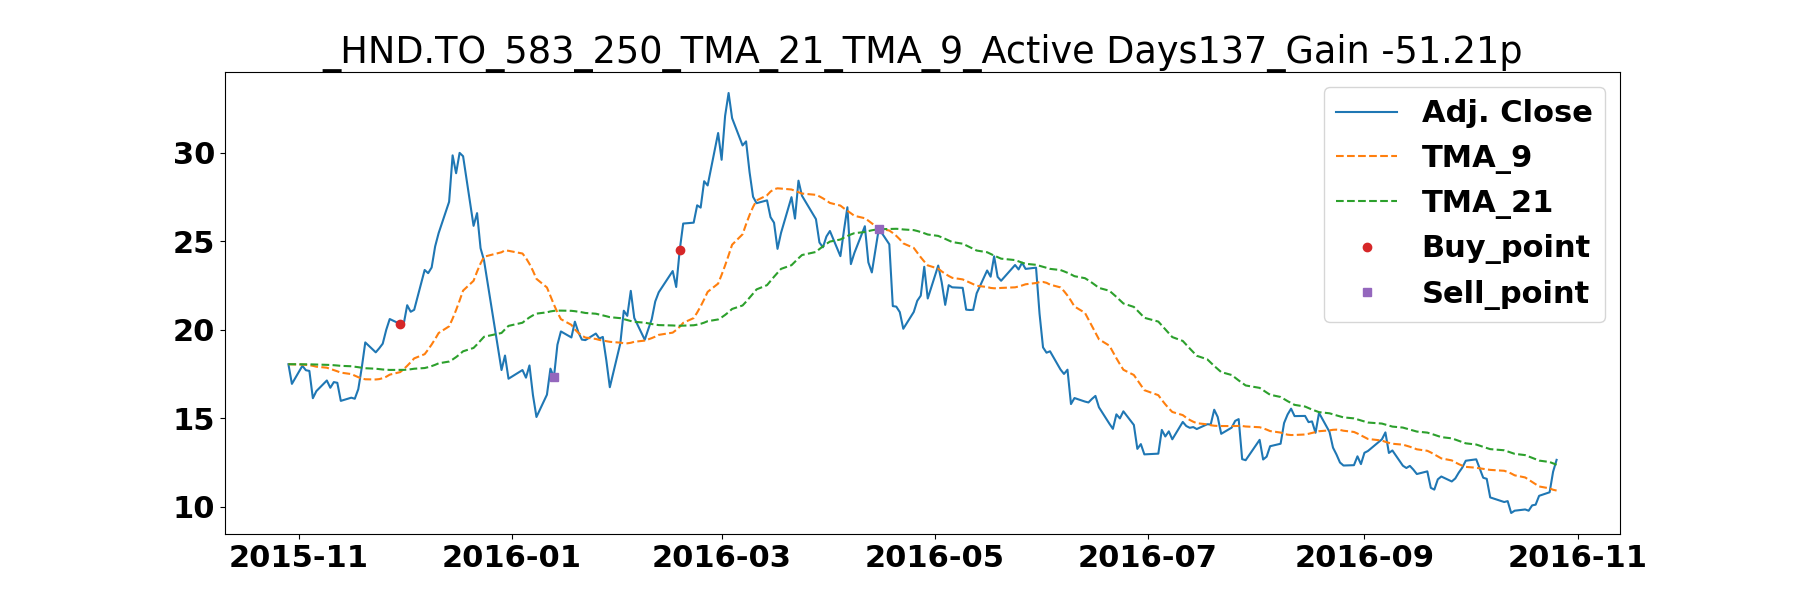 _HND.TO_583_250_TMA_21_TMA_9_Active Days137_Gain -51.21p
Adj. Close
TMA_9
TMA_21
Buy_point
Sell_point
30
25
20
15
10
2015-11 2016-01 2016-03 2016-05 2016-07 2016-09 2016-11